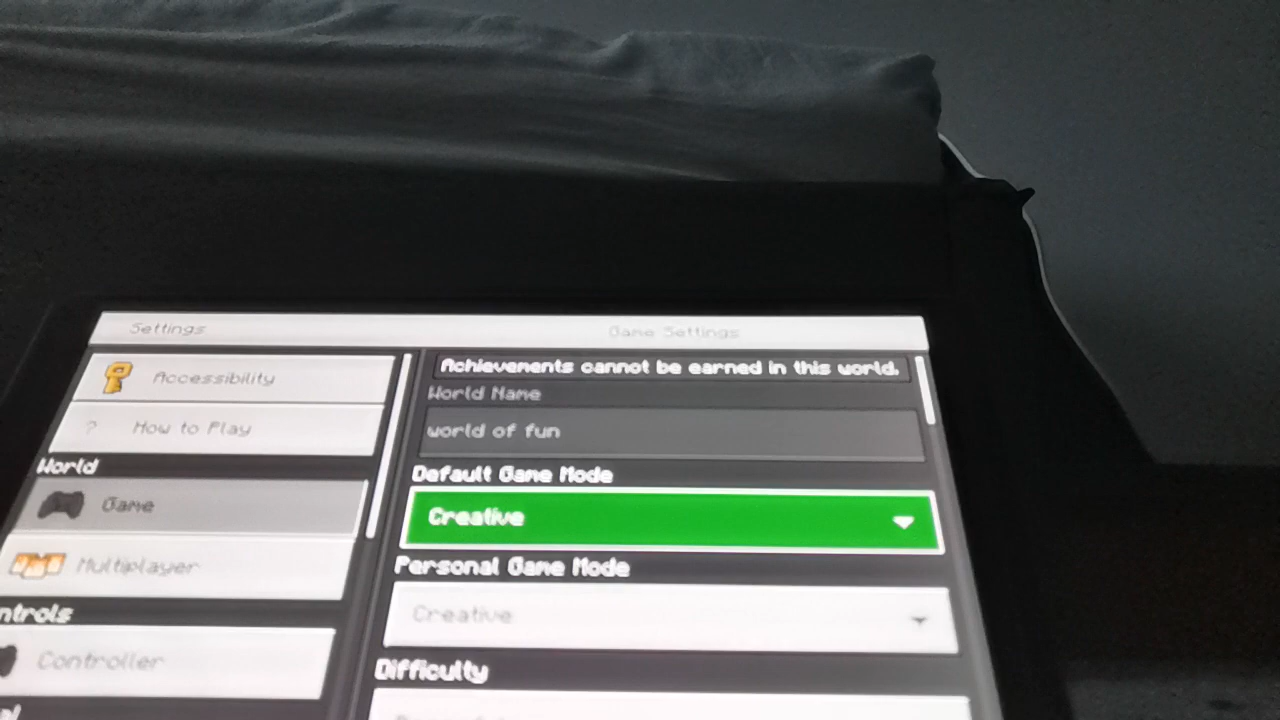 Settings
Game Settings
Accessibility
? How to Play
World
Game
Multiplayer
ntrols
Controller
Achievements cannot be earned in this world.
World Name
world of fun
Default Game Mode
Creative
Personal Game Mode
Creative
Difficulty